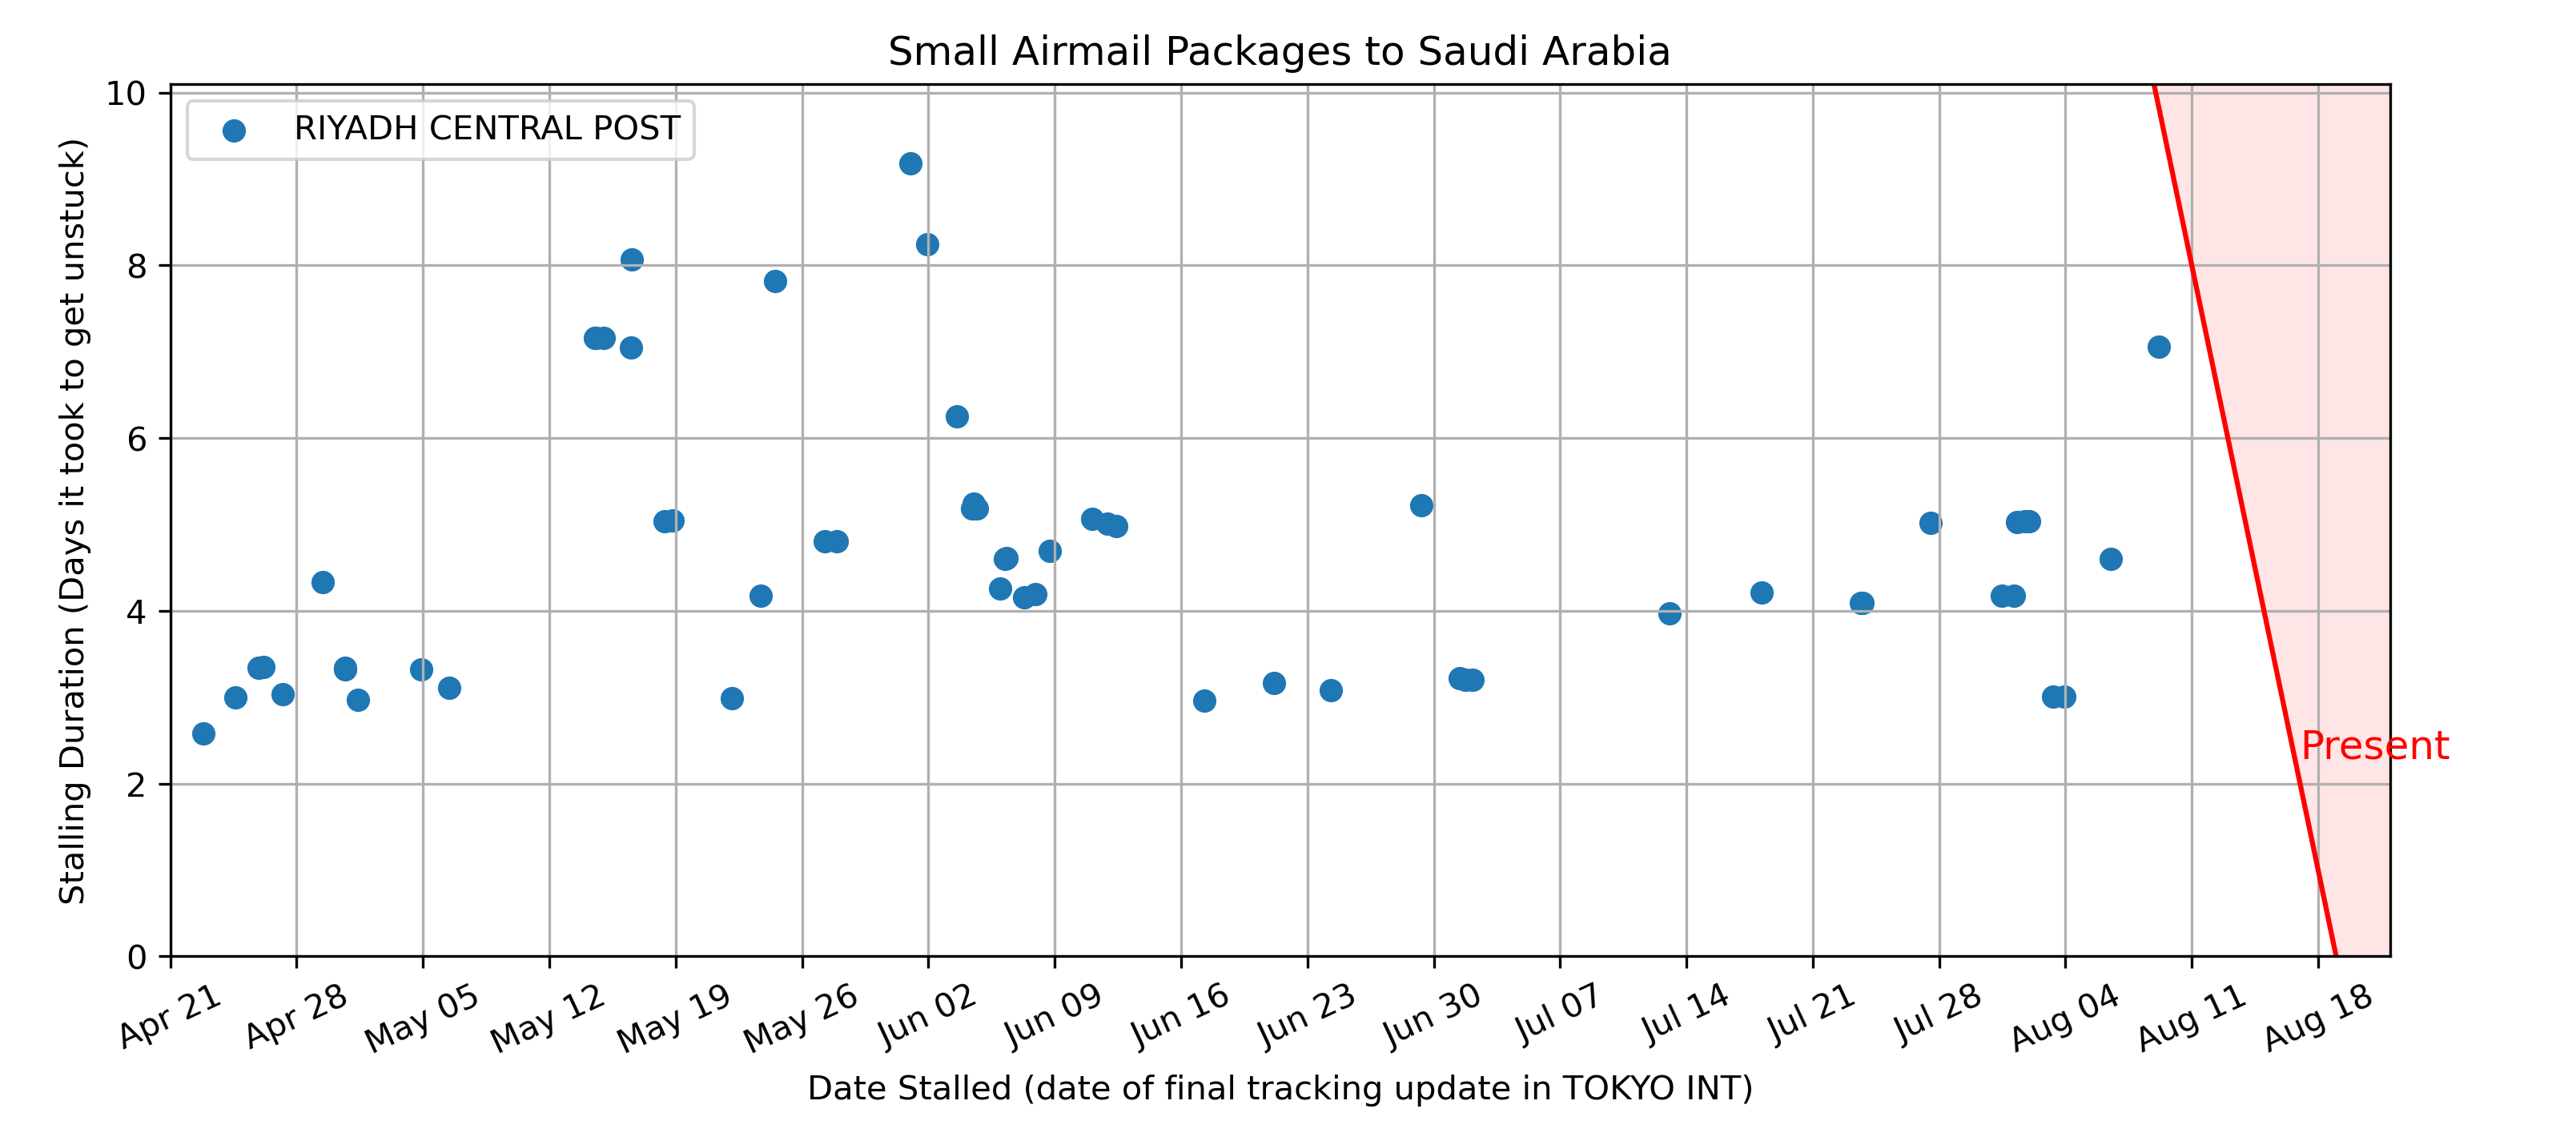 Small Airmail Packages to Saudi Arabia
RIYADH CENTRAL POST
Stalling Duration (Days it took to get unstuck)
10
8
6
4
2
0
Present
Apr 21
Apr 28
May 05
May 12
May 19
May 26
Jun 02
Jun 09
Jun 16
Jun 23
Jun 30
Jul 07
Jul 14
Jul 21
Jul 28
Aug 04
Aug 11
Aug 18
Date Stalled (date of final tracking update in TOKYO INT)